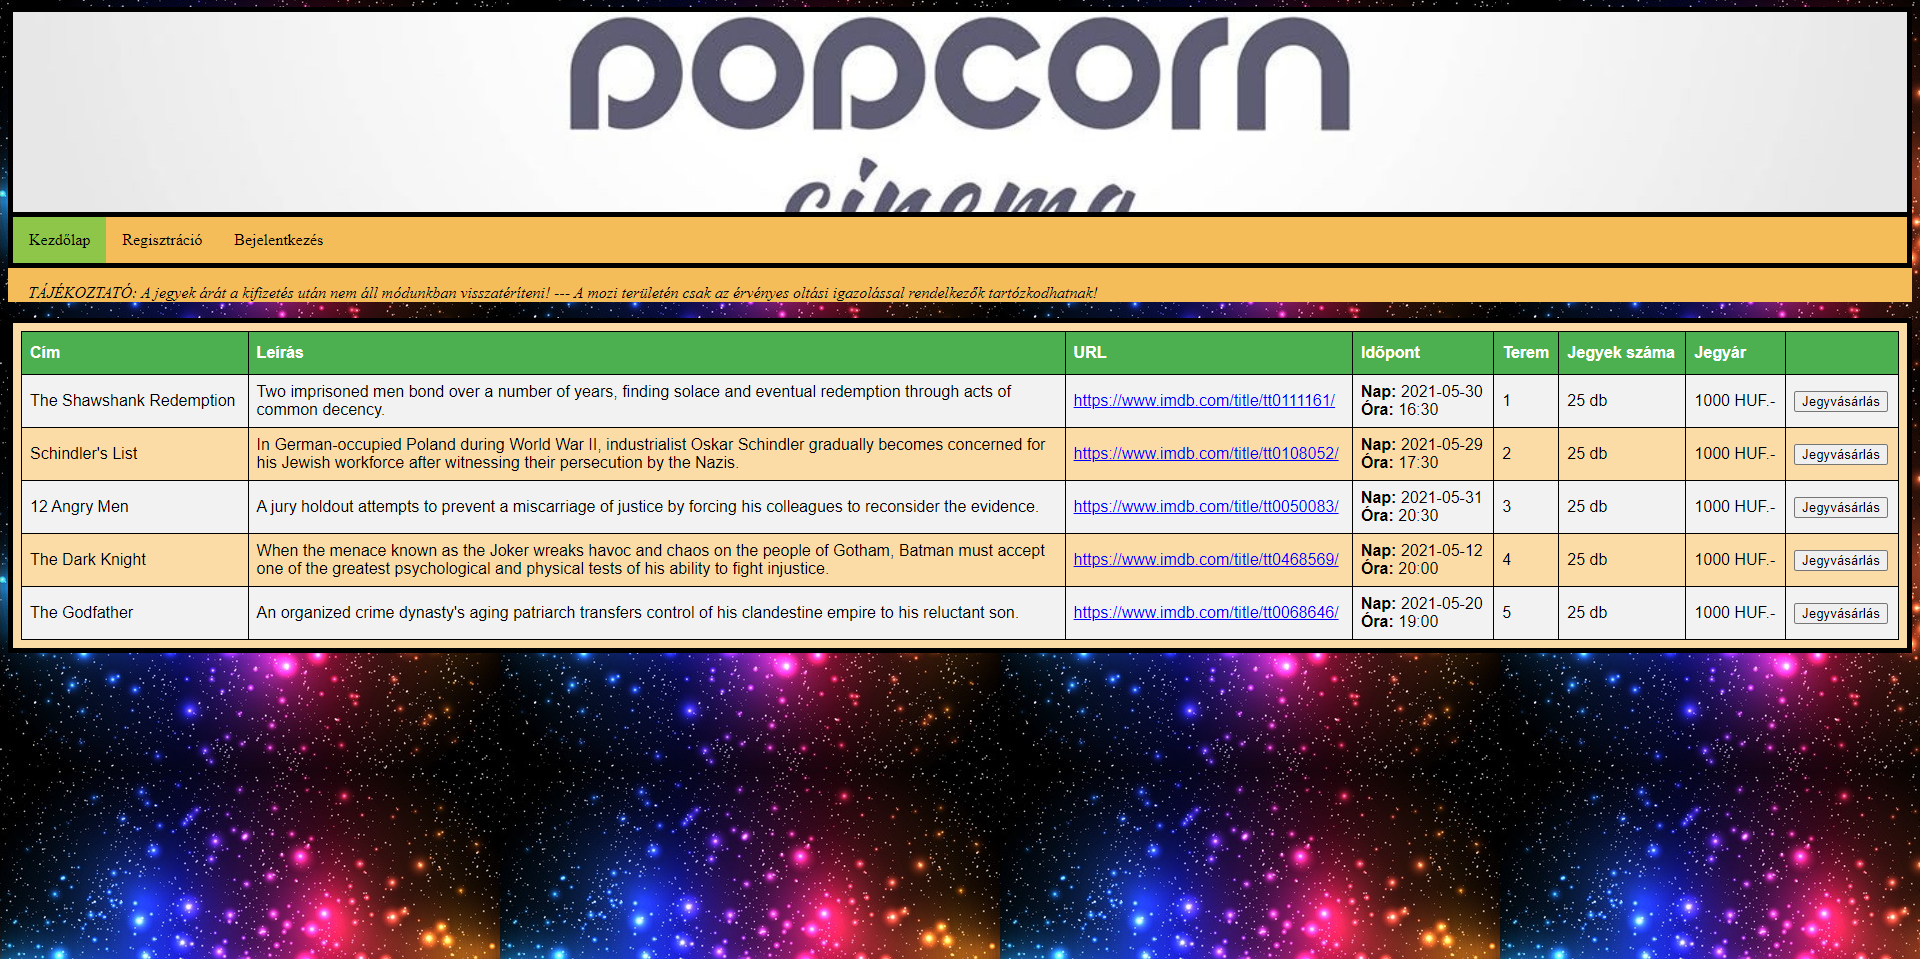 popcorn
cinema
Kezdőlap Regisztráció Bejelentkezés
TÁJÉKOZTATÓ: A jegyek árát a kifizetés után nem áll módunkban visszatéríteni! --- A mozi területén csak az érvényes oltási igazolással rendelkezők tartózkodhatnak!
Cím Leírás URL Időpont Terem Jegyek száma Jegyár
The Shawshank Redemption
Two imprisoned men bond over a number of years, finding solace and eventual redemption through acts of
common decency.
https://www.imdb.com/title/tt0111161/
Nap: 2021-05-30
Óra: 16:30
1
25 db
1000 HUF.-
Jegyvásárlás
Schindler's List
In German-occupied Poland during World War II, industrialist Oskar Schindler gradually becomes concerned for
his Jewish workforce after witnessing their persecution by the Nazis.
https://www.imdb.com/title/tt0108052/
Nap: 2021-05-29
Óra: 17:30
2
25 db
1000 HUF.-
Jegyvásárlás
12 Angry Men
A jury holdout attempts to prevent a miscarriage of justice by forcing his colleagues to reconsider the evidence.
https://www.imdb.com/title/tt0050083/
Nap: 2021-05-31
Óra: 20:30
3
25 db
1000 HUF.-
Jegyvásárlás
The Dark Knight
When the menace known as the Joker wreaks havoc and chaos on the people of Gotham, Batman must accept
one of the greatest psychological and physical tests of his ability to fight injustice.
https://www.imdb.com/title/tt0468569/
Nap: 2021-05-12
Óra: 20:00
4
25 db
1000 HUF.-
Jegyvásárlás
The Godfather
An organized crime dynasty's aging patriarch transfers control of his clandestine empire to his reluctant son.
https://www.imdb.com/title/tt0068646/
Nap: 2021-05-20
Óra: 19:00
5
25 db
1000 HUF.-
Jegyvásárlás